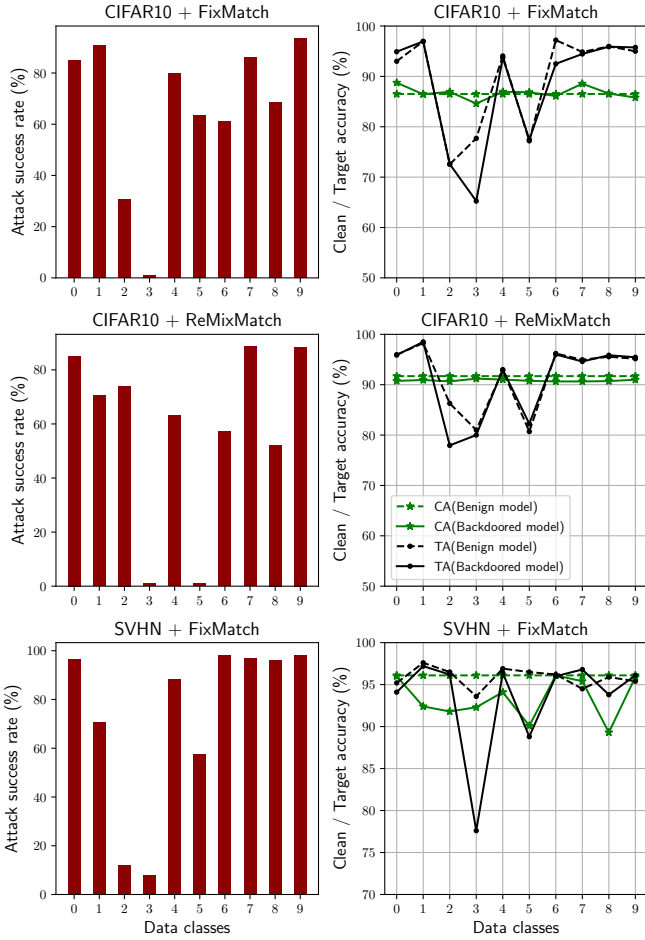 CIFAR10 + FixMatch
Attack success rate (%)
80
60
40
20
0
0 1 2 3 4 5 6 7 8 9
CIFAR10 + FixMatch
Clean / Target accuracy (%)
100
90
80
70
60
50
0 1 2 3 4 5 6 7 8 9
CIFAR10 + ReMixMatch
Attack success rate (%)
80
60
40
20
0
0 1 2 3 4 5 6 7 8 9
CIFAR10 + ReMixMatch
Clean / Target accuracy (%)
100
90
80
70
60
50
CA(Benign model)
CA(Backdoored model)
TA(Benign model)
TA(Backdoored model)
0 1 2 3 4 5 6 7 8 9
SVHN + FixMatch
Attack success rate (%)
100
80
60
40
20
0
0 1 2 3 4 5 6 7 8 9
Data classes
SVHN + FixMatch
Clean / Target accuracy (%)
100
95
90
85
80
75
70
0 1 2 3 4 5 6 7 8 9
Data classes